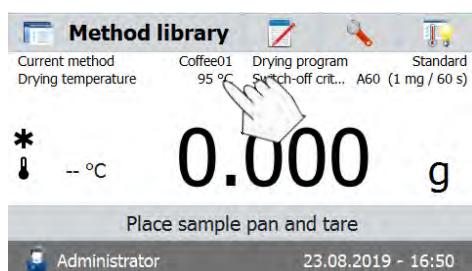 Method library
Current method Coffee01 Drying program Standard
Drying temperature 95 °C Switch-off crit... A60 (1 mg / 60 s)
-- °C 0.000 g
Place sample pan and tare
Administrator 23.08.2019 - 16:50